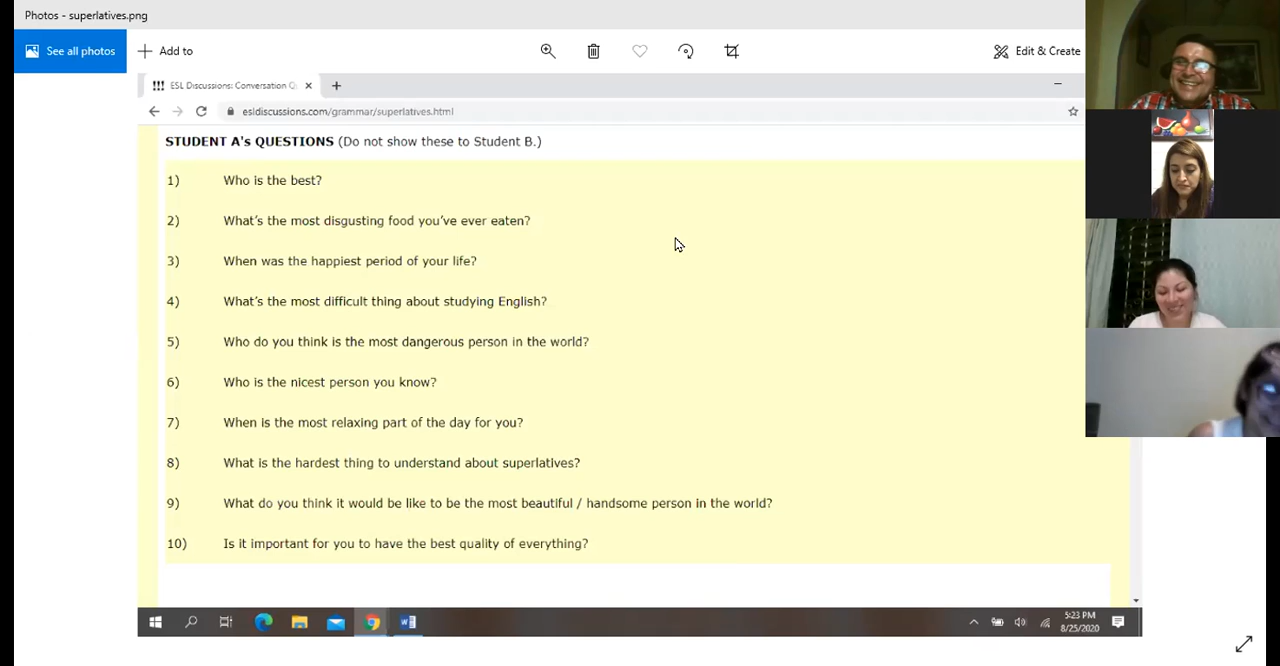 Photos - superlatives.png
See all photos
Add to
Edit & Create
ESL Discussions: Conversation Q
esldiscussions.com/grammar/superlatives.html
STUDENT A's QUESTIONS (Do not show these to Student B.)
1) Who is the best?
2) What's the most disgusting food you've ever eaten?
3) When was the happiest period of your life?
4) What's the most difficult thing about studying English?
5) Who do you think is the most dangerous person in the world?
6) Who is the nicest person you know?
7) When is the most relaxing part of the day for you?
8) What is the hardest thing to understand about superlatives?
9) What do you think it would be like to be the most beautiful / handsome person in the world?
10) Is it important for you to have the best quality of everything?
5:23 PM
8/25/2020